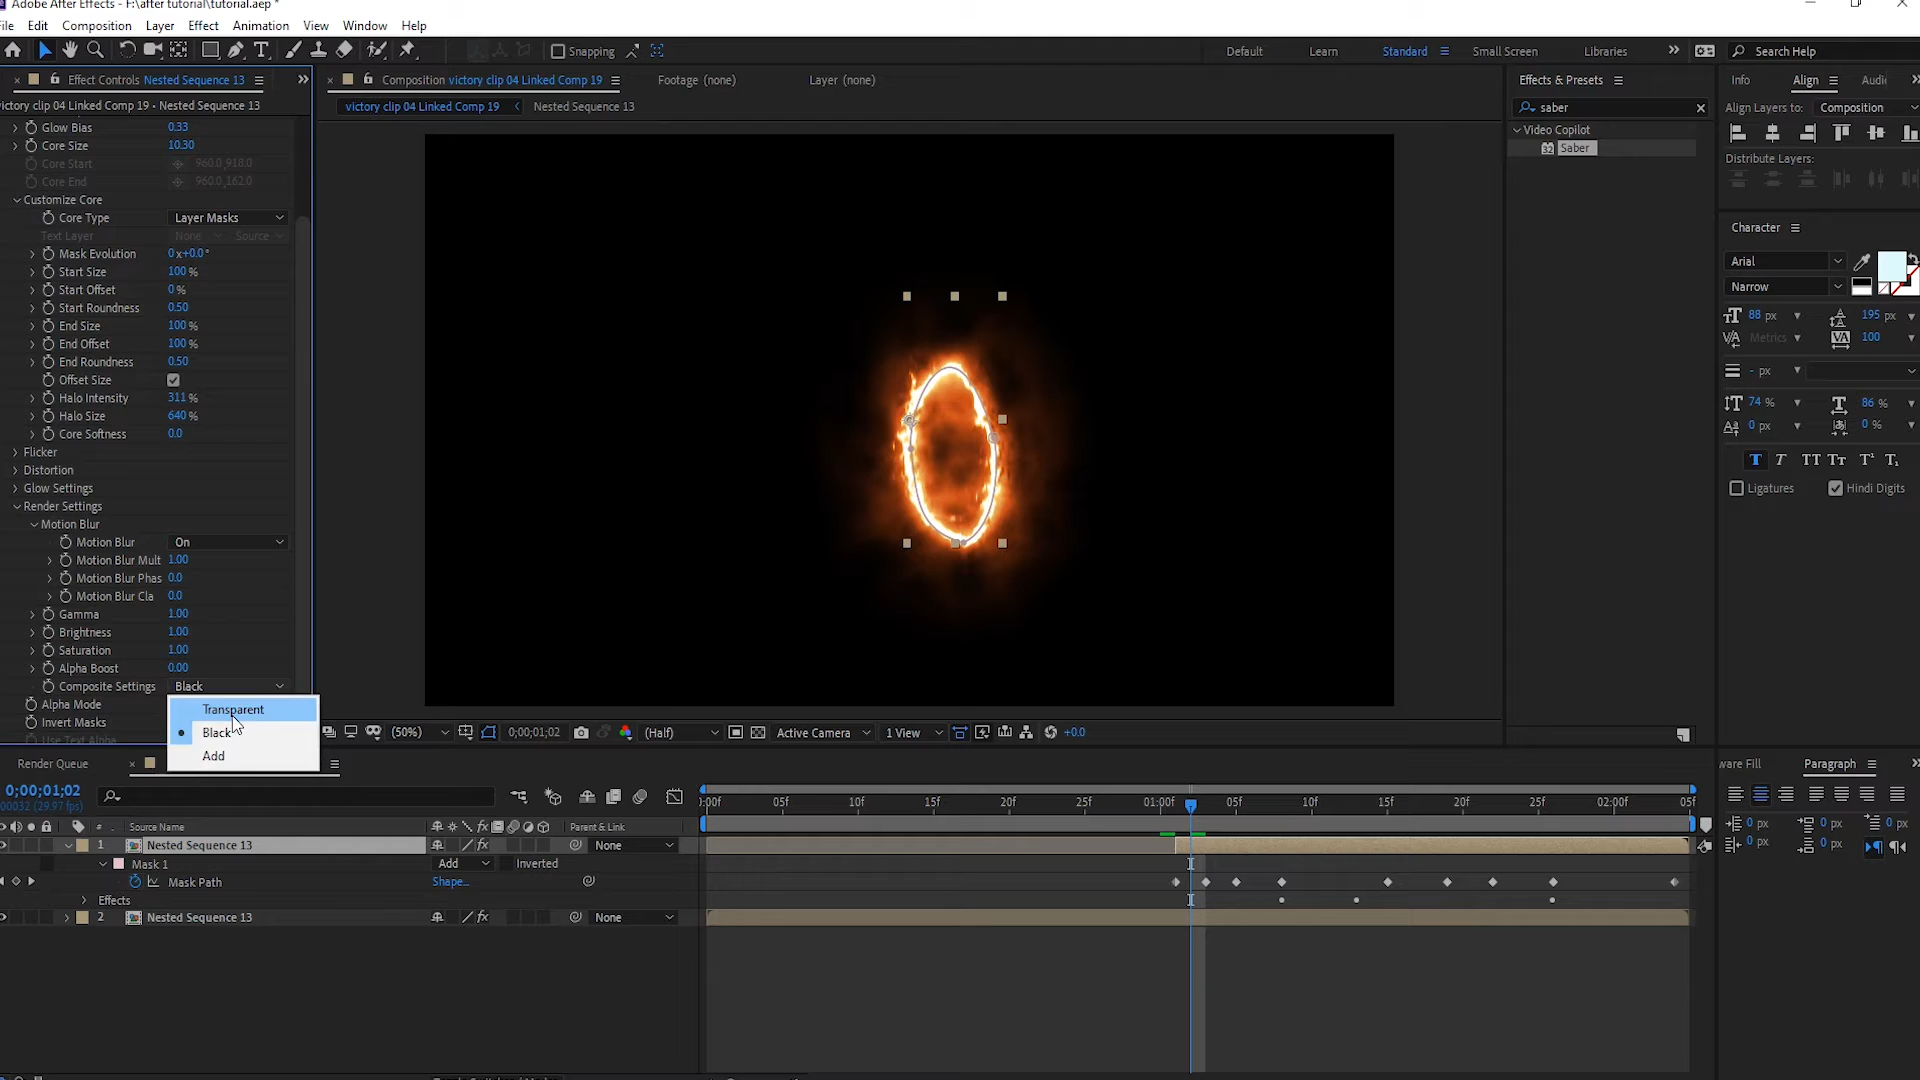 Adobe After Effects - F:\after tutorial\tutorial.aep *
File Edit Composition Layer Effect Animation View Window Help
Snapping
Default Learn Standard Small Screen Libraries Search Help
Effect Controls Nested Sequence 13
Composition victory clip 04 Linked Comp 19
Footage (none)
Layer (none)
Effects & Presets
Info Align Audi
victory clip 04 Linked Comp 19 • Nested Sequence 13
victory clip 04 Linked Comp 19 Nested Sequence 13
saber
Align Layers to: Composition
Glow Bias 0.33
Video Copilot
Core Size 10.30
Saber
Core Start 960.0,918.0
Distribute Layers:
Core End 960.0,162.0
Customize Core
Core Type Layer Masks
Character
Text Layer None Source
Mask Evolution 0x+0.0°
Arial
Start Size 100 %
Narrow
Start Offset 0 %
Start Roundness 0.50
88 px 195 px
End Size 100 %
Metrics 100
End Offset 100 %
End Roundness 0.50
- px
Offset Size
Halo Intensity 311 %
74 % 86 %
Halo Size 640 %
0 px 0 %
Core Softness 0.0
Flicker
T T TT Tт T¹ T₁
Distortion
Glow Settings
Ligatures Hindi Digits
Render Settings
Motion Blur
Motion Blur On
Motion Blur Mult 1.00
Motion Blur Phas 0.0
Motion Blur Cla 0.0
Gamma 1.00
Brightness 1.00
Saturation 1.00
Alpha Boost 0.00
Composite Settings Black
Alpha Mode
Transparent
Invert Masks
Black
Use Text Alpha
Add
(50%) 0;00;01;02 (Half) Active Camera 1 View +0.0
Render Queue
ware Fill Paragraph
0;00;01;02
00032 (29.97 fps)
):00f 05f 10f 15f 20f 25f 01:00f 05f 10f 15f 20f 25f 02:00f 05f
# Source Name Parent & Link
0 px 0 px 0 px
0 px 0 px
1 Nested Sequence 13 None
Mask 1 Add Inverted
Mask Path Shape...
Effects
2 Nested Sequence 13 None